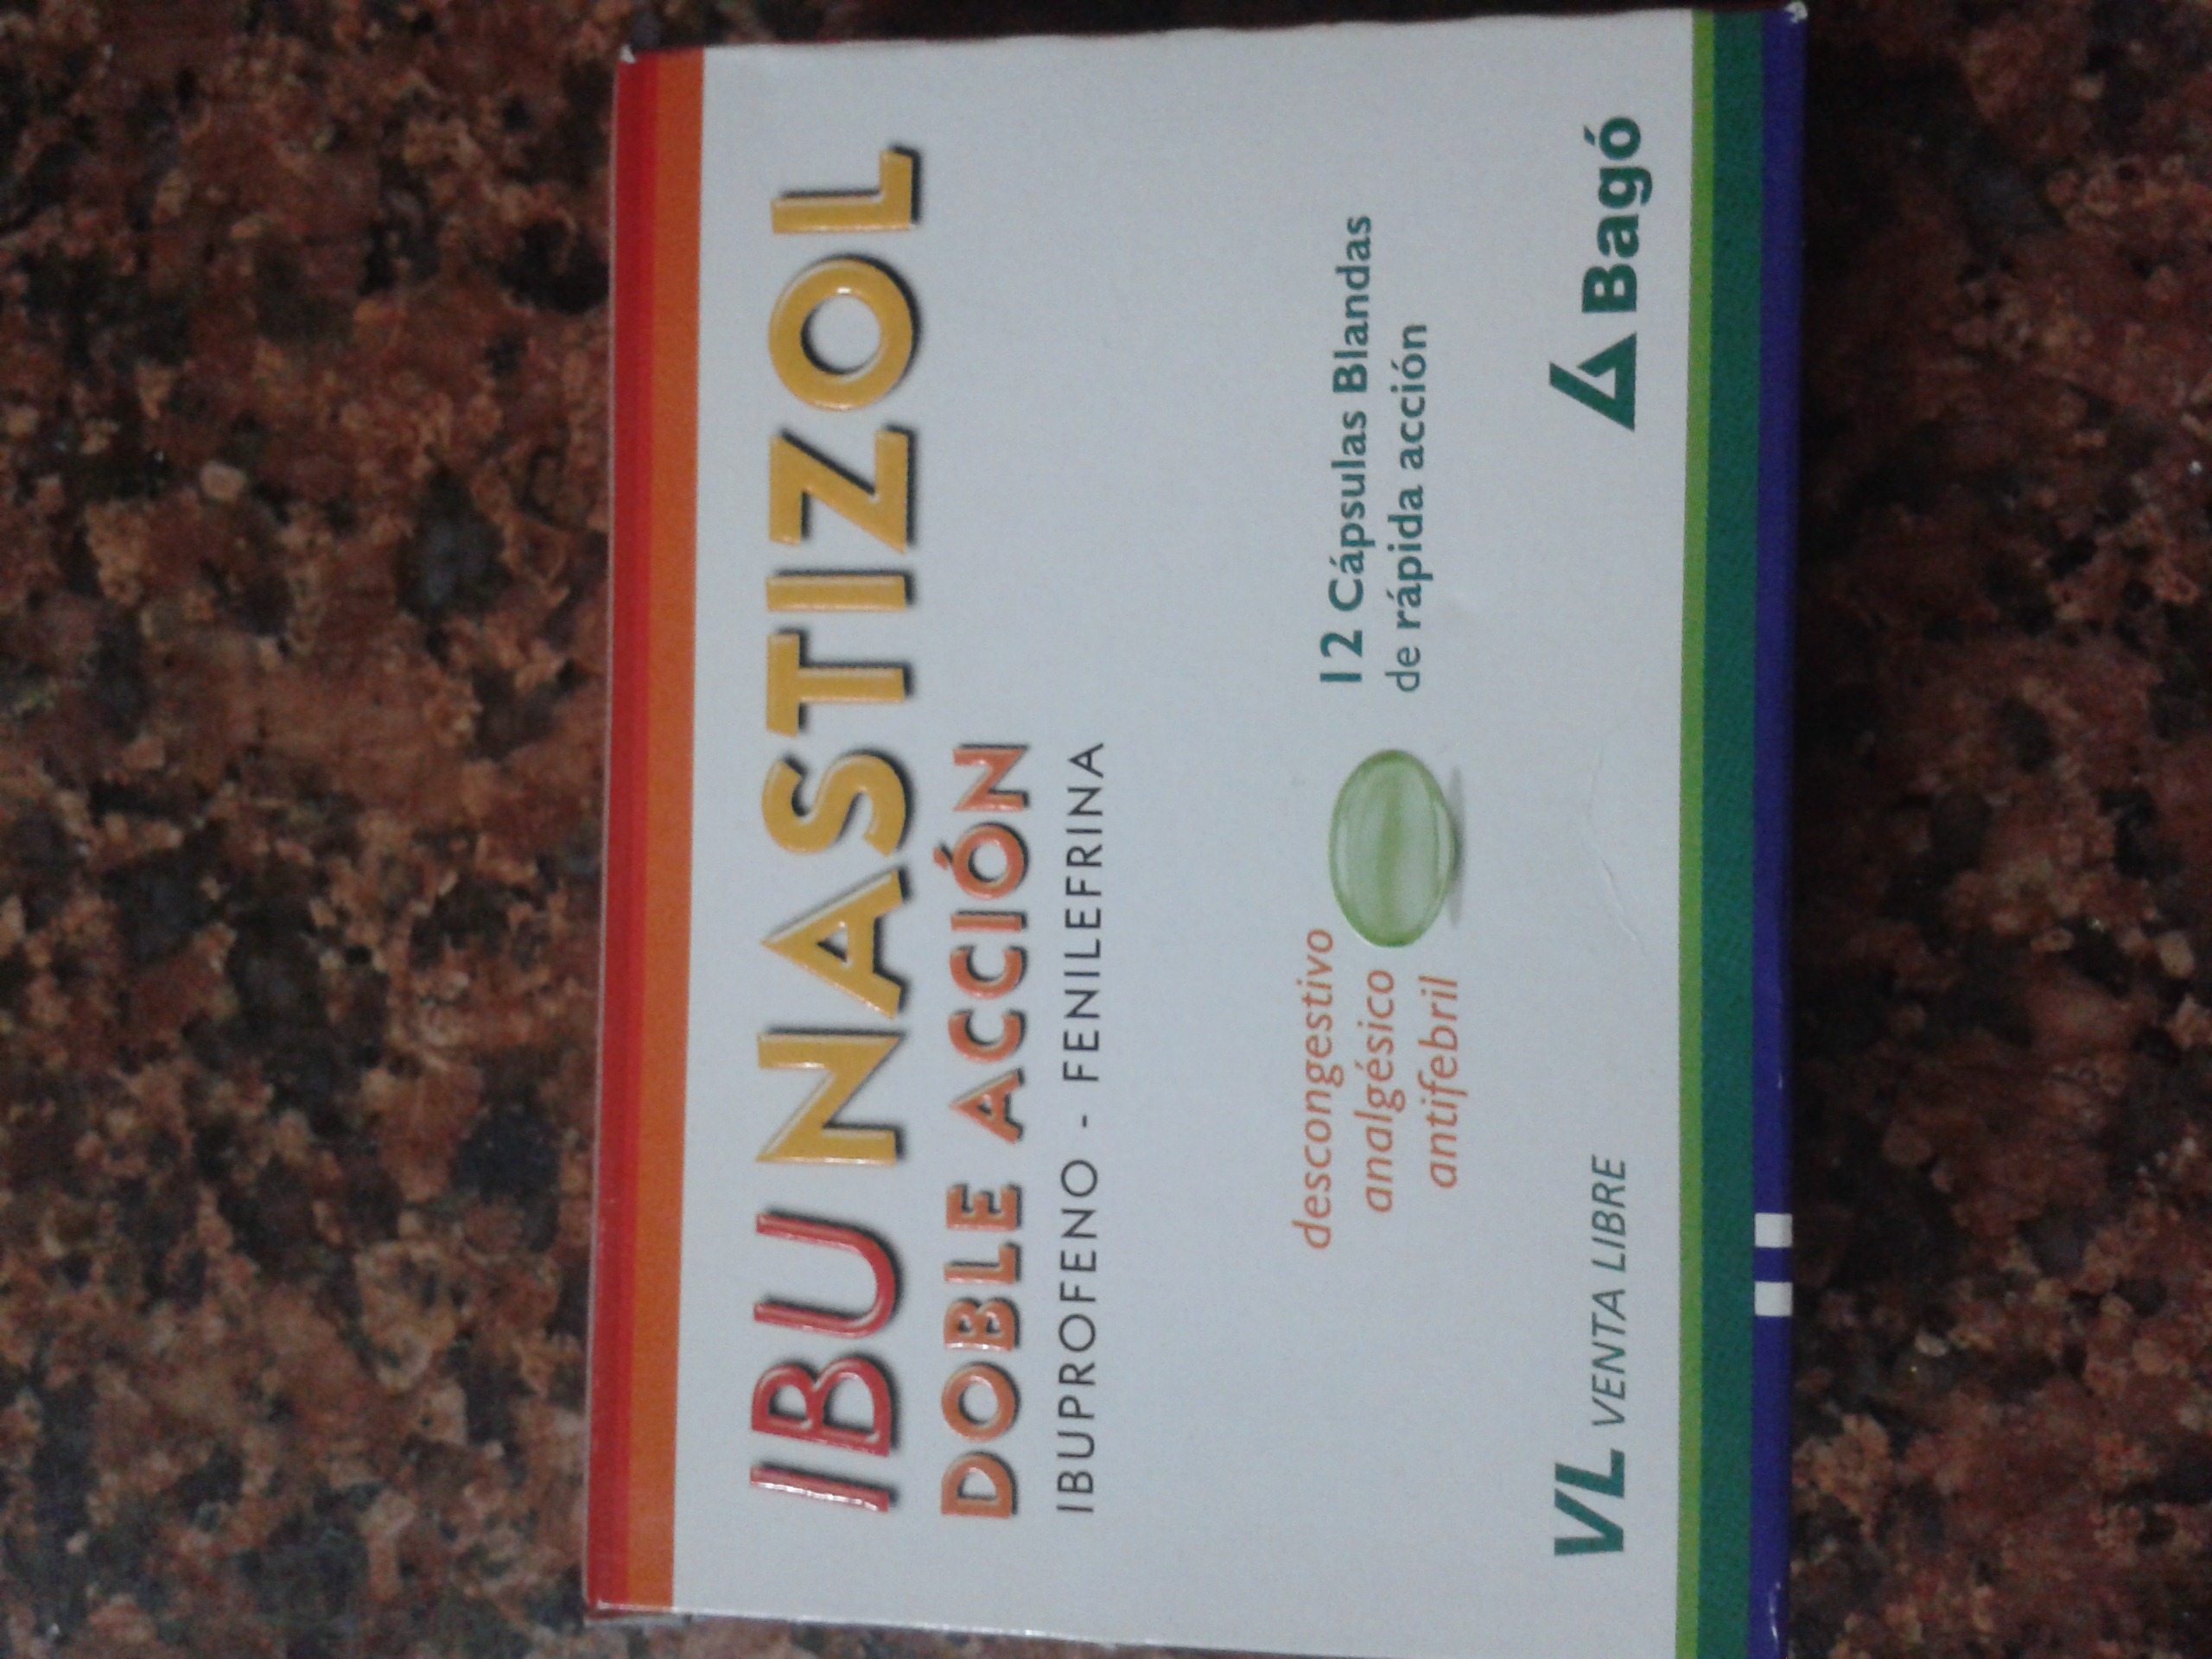 IBU NASTIZOL
DOBLE ACCIÓN
IBUPROFENO - FENILEFRINA
descongestivo
analgésico
antifebril
12 Cápsulas Blandas
de rápida acción
VL VENTA LIBRE
Bagó